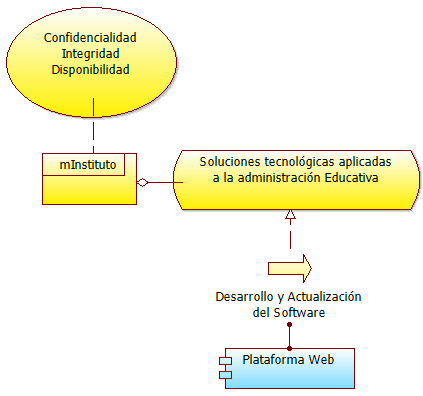 Confidencialidad
Integridad
Disponibilidad
mInstituto
Soluciones tecnológicas aplicadas
a la administración Educativa
Desarrollo y Actualización
del Software
Plataforma Web